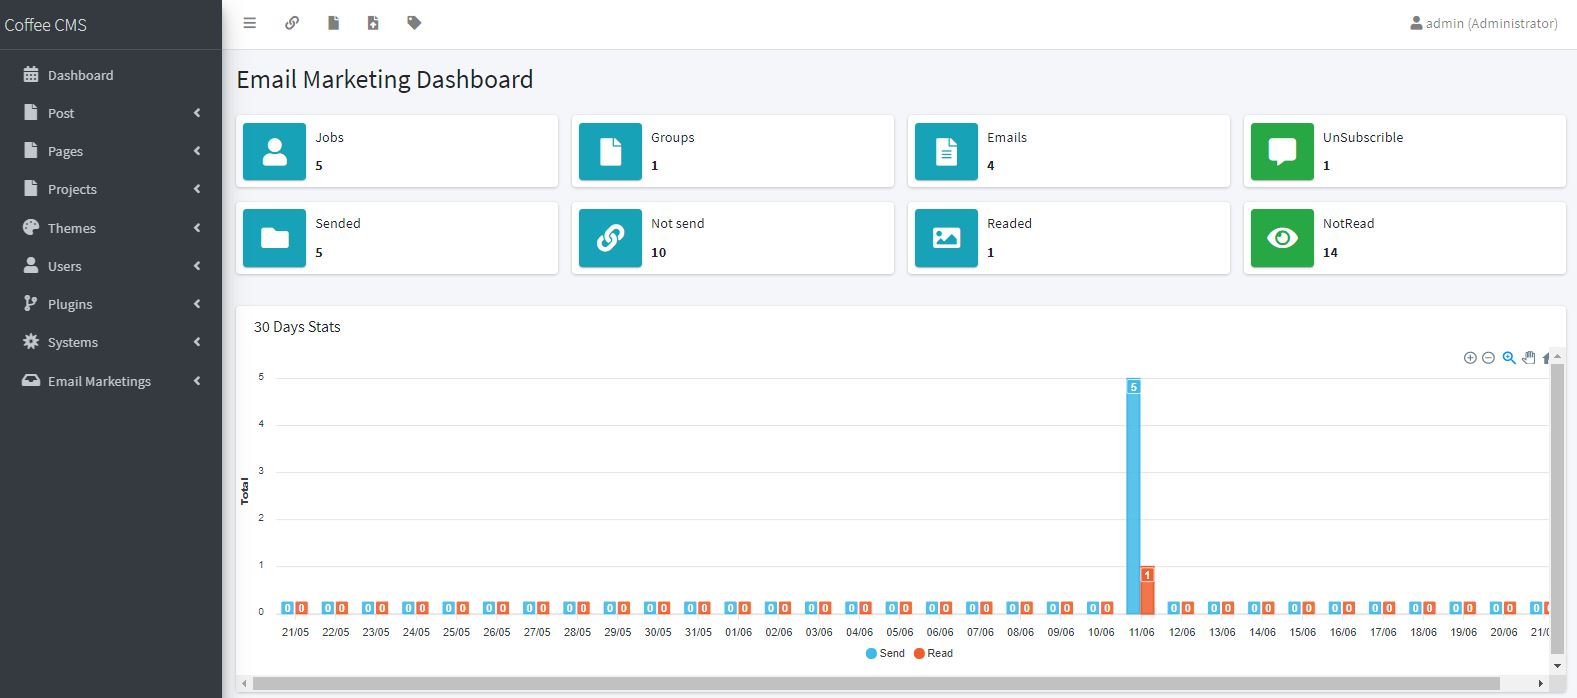 Coffee CMS
admin (Administrator)
Dashboard
Post
Pages
Projects
Themes
Users
Plugins
Systems
Email Marketings
Email Marketing Dashboard
Jobs
5
Groups
1
Emails
4
UnSubscrible
1
Sended
5
Not send
10
Readed
1
NotRead
14
30 Days Stats
5
4
3
2
1
0
Total
5
1
0 0 0 0 0 0 0 0 0 0 0 0 0 0 0 0 0 0 0 0 0 0 0 0 0 0 0 0 0 0 0 0 0 0 0 0 0 0 0 0 0 0 0 0 0 0 0 0 0 0 0 0 0 0 0 0 0 0 0 0 0
21/05 22/05 23/05 24/05 25/05 26/05 27/05 28/05 29/05 30/05 31/05 01/06 02/06 03/06 04/06 05/06 06/06 07/06 08/06 09/06 10/06 11/06 12/06 13/06 14/06 15/06 16/06 17/06 18/06 19/06 20/06
Send Read